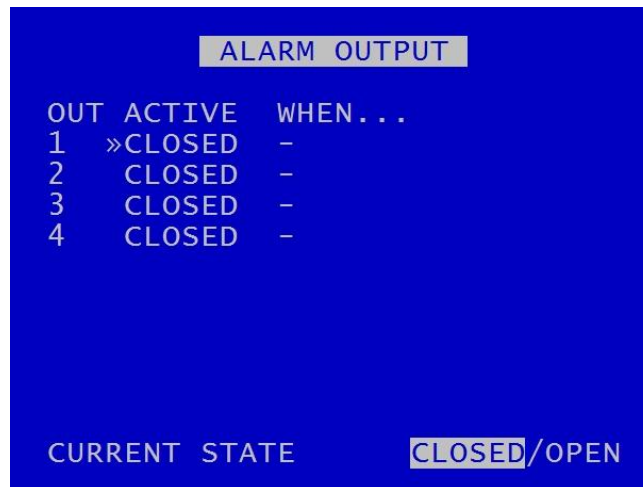 ALARM OUTPUT
OUT ACTIVE WHEN...
1 »CLOSED -
2 CLOSED -
3 CLOSED -
4 CLOSED -
CURRENT STATE CLOSED/OPEN